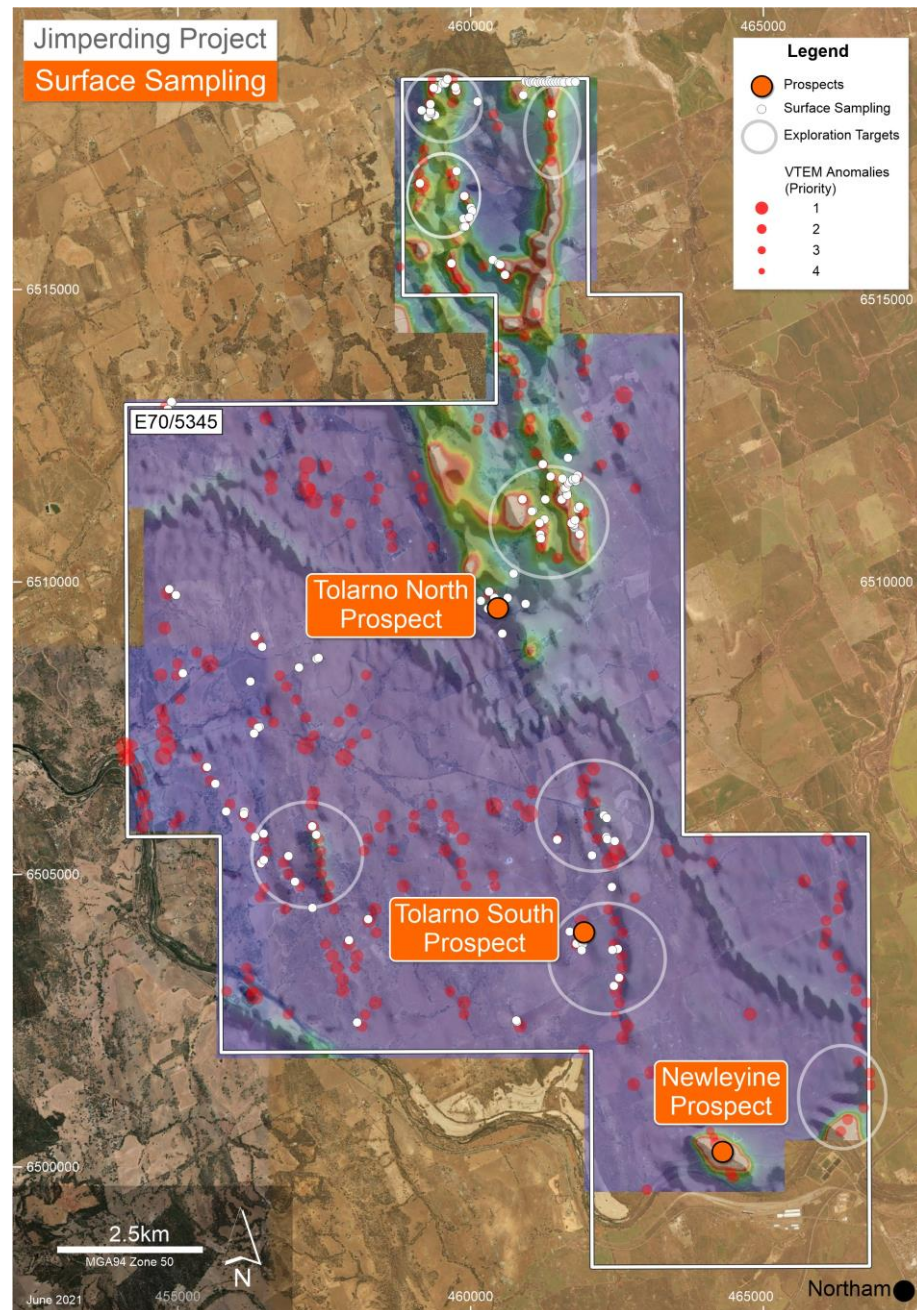 Jimperding Project
Surface Sampling
460000
465000
Legend
Prospects
Surface Sampling
Exploration Targets
VTEM Anomalies
(Priority)
1
2
3
4
6515000
6515000
E70/5345
6510000
6510000
Tolarno North
Prospect
6505000
Tolarno South
Prospect
Newleyine
Prospect
6500000
2.5km
MGA94 Zone 50
N
June 2021
455000
460000
465000
Northam